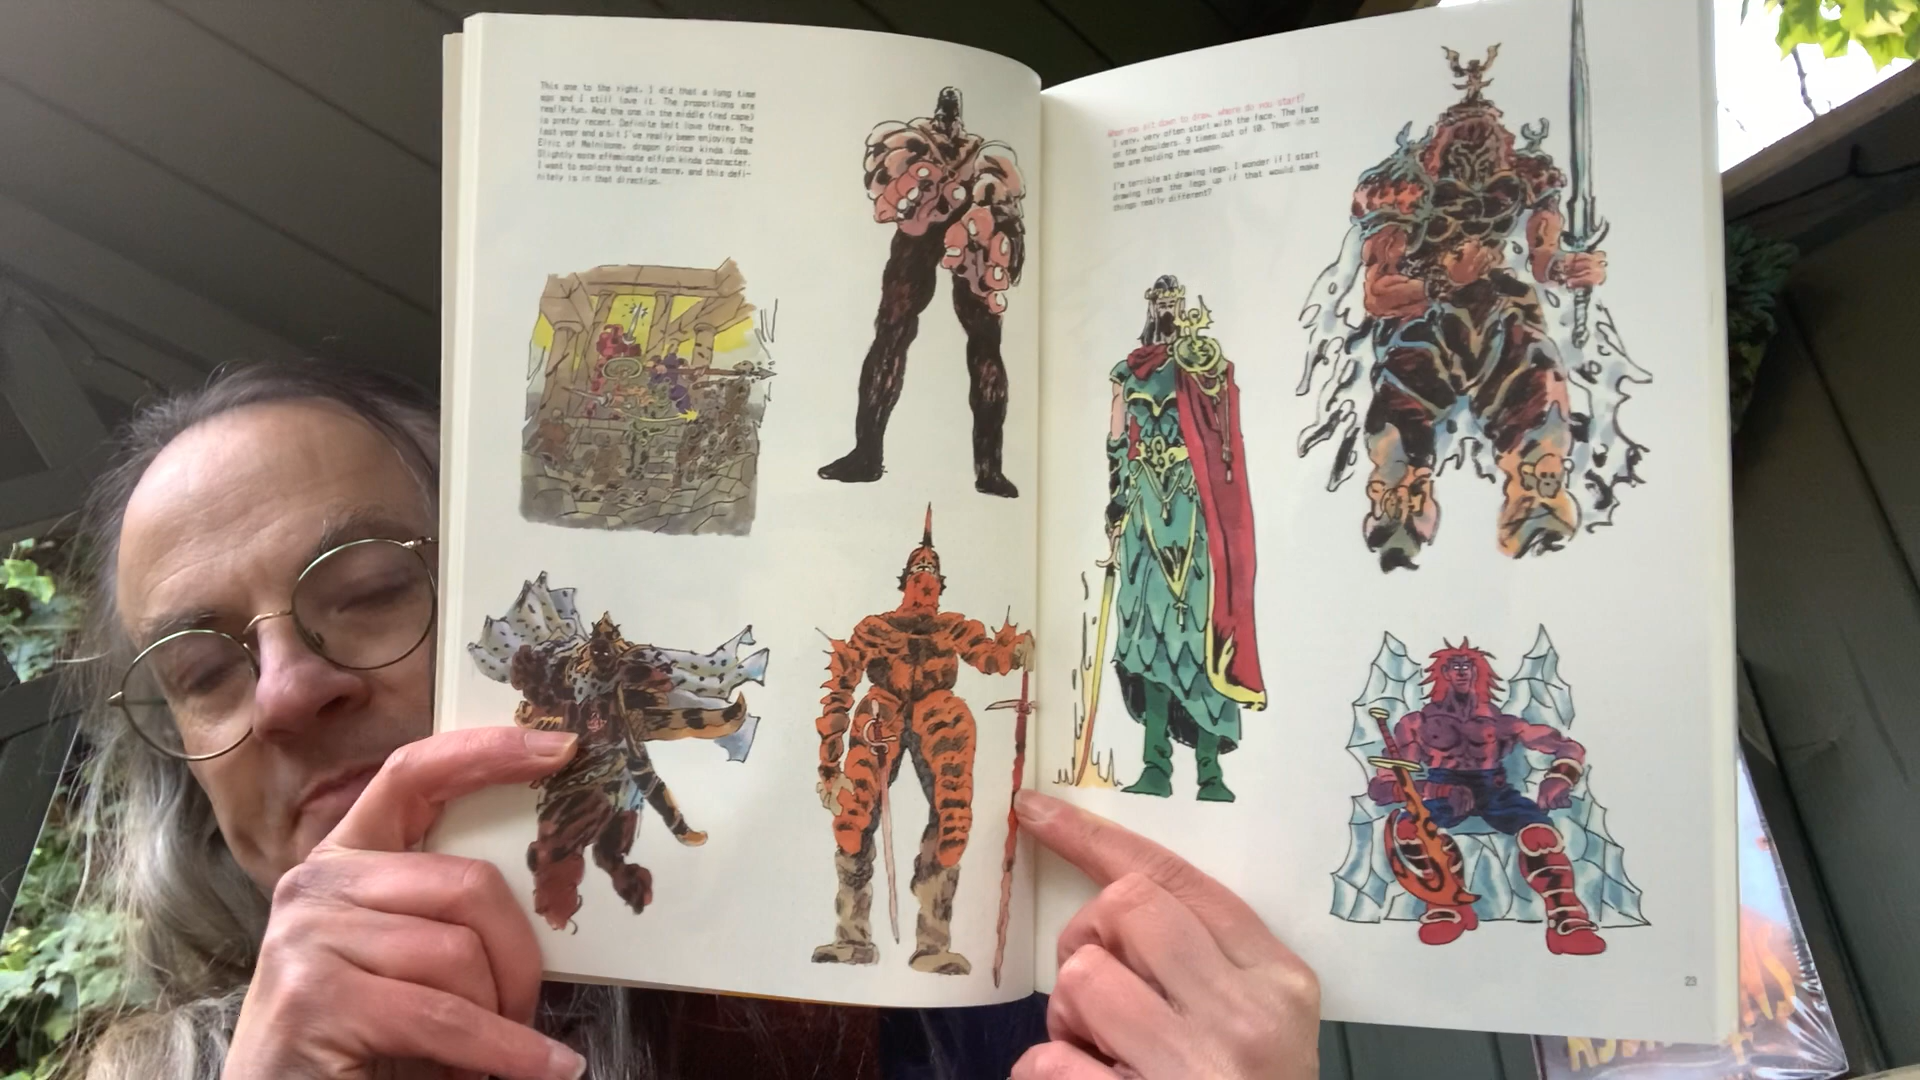 This one to the right, I did that a long time
ago and I still love it. The proportions are
really fun. And the one in the middle (red cape)
is pretty recent. Definite belt love there. The
last year and a bit I've really been enjoying the
Elric of Melnibone, dragon prince kinda idea.
Slightly more effeminate elfish kinda character.
I want to explore that a lot more, and this defi-
nitely is in that direction.
When you sit down to draw, where do you start?
I very, very often start with the face. The face
or the shoulders. 9 times out of 10. Then in to
the arm holding the weapon.
I'm terrible at drawing legs. I wonder if I start
drawing from the legs up if that would make
things really different?
23